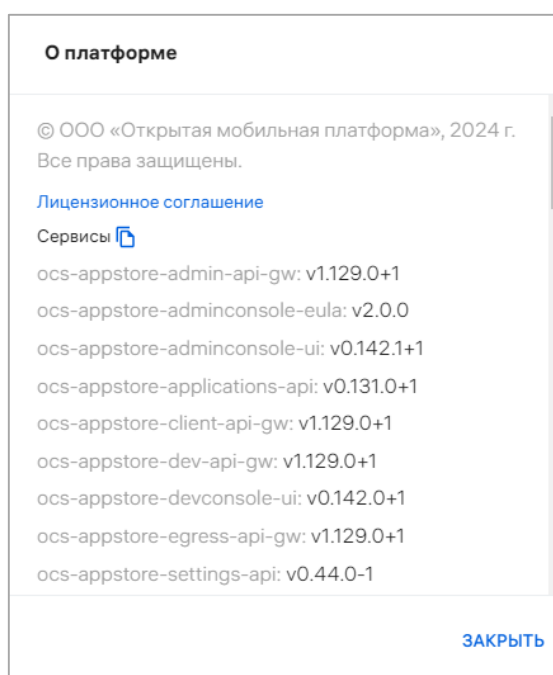 О платформе
© ООО «Открытая мобильная платформа», 2024 г.
Все права защищены.
Лицензионное соглашение
Сервисы
ocs-appstore-admin-api-gw: v1.129.0+1
ocs-appstore-adminconsole-eula: v2.0.0
ocs-appstore-adminconsole-ui: v0.142.1+1
ocs-appstore-applications-api: v0.131.0+1
ocs-appstore-client-api-gw: v1.129.0+1
ocs-appstore-dev-api-gw: v1.129.0+1
ocs-appstore-devconsole-ui: v0.142.0+1
ocs-appstore-egress-api-gw: v1.129.0+1
ocs-appstore-settings-api: v0.44.0-1
ЗАКРЫТЬ